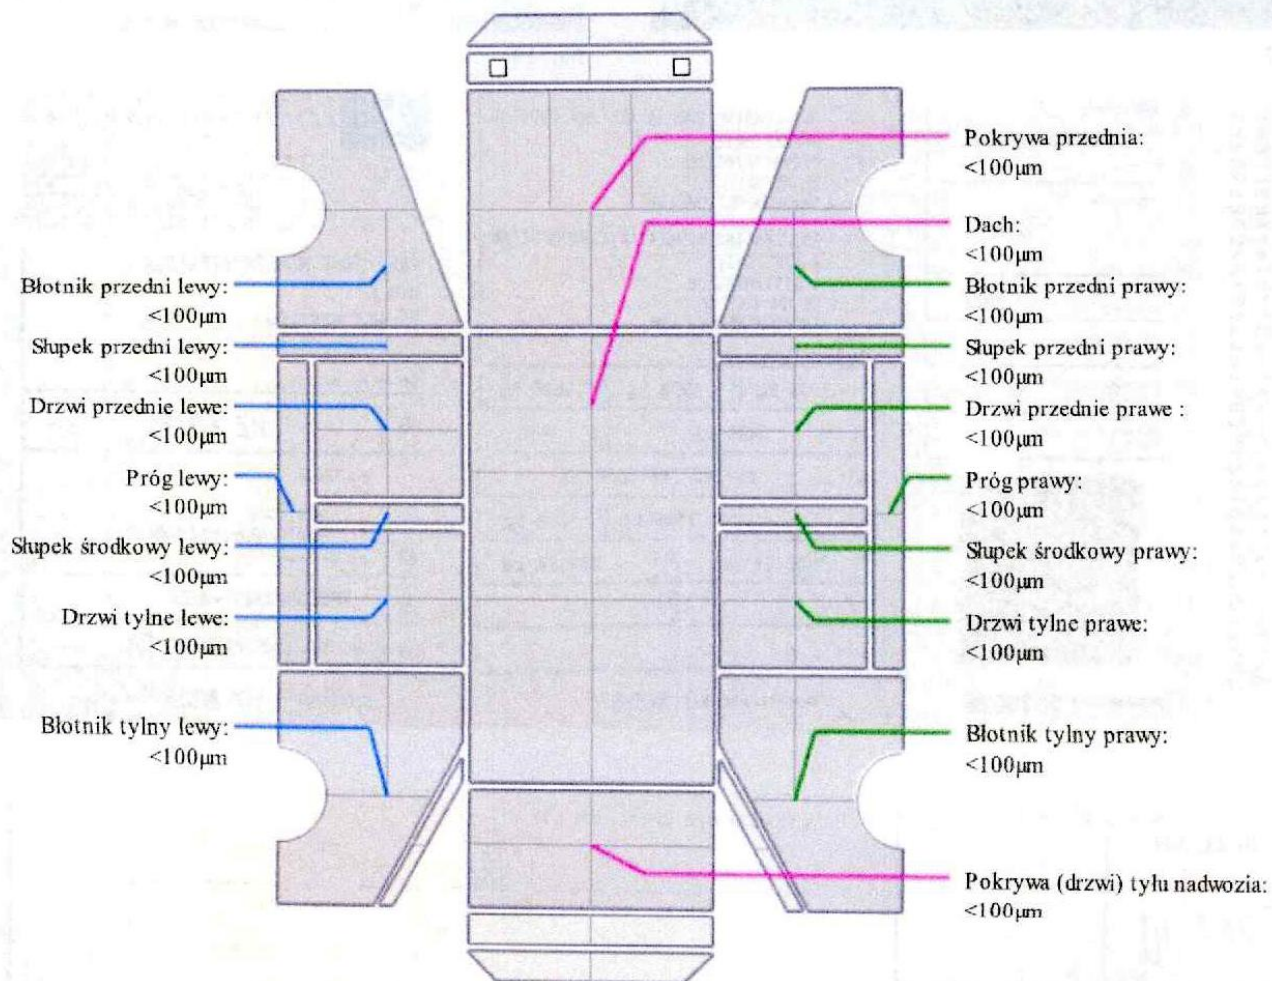 Pokrywa przednia:
<100µm
Dach:
<100µm
Błotnik przedni lewy:
<100µm
Błotnik przedni prawy:
<100µm
Słupek przedni lewy:
<100µm
Słupek przedni prawy:
<100µm
Drzwi przednie lewe:
<100µm
Drzwi przednie prawe :
<100µm
Próg lewy:
<100µm
Próg prawy:
<100µm
Słupek środkowy lewy:
<100µm
Słupek środkowy prawy:
<100µm
Drzwi tylne lewe:
<100µm
Drzwi tylne prawe:
<100µm
Błotnik tylny lewy:
<100µm
Błotnik tylny prawy:
<100µm
Pokrywa (drzwi) tyłu nadwozia:
<100µm